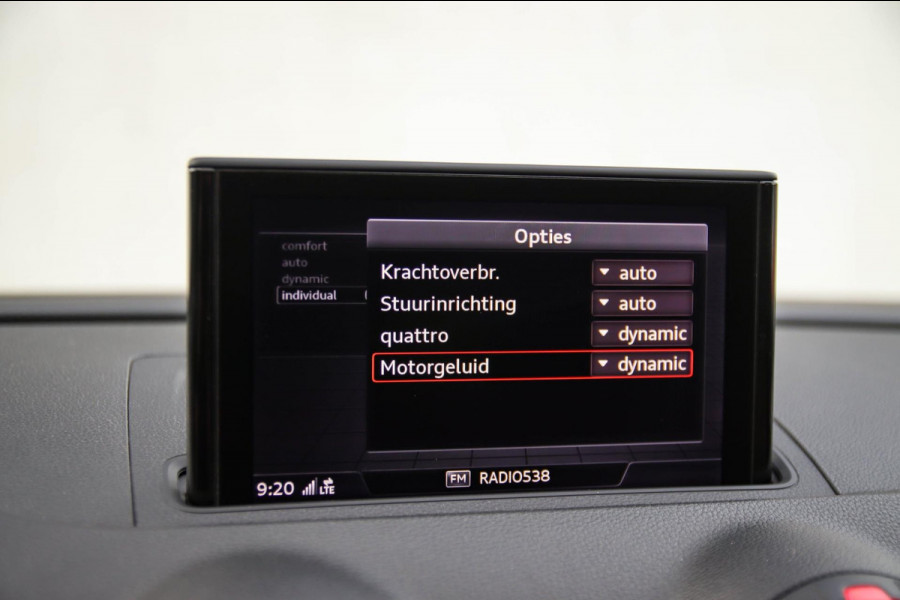 Opties
comfort
auto
dynamic
individual
Krachtoverbr. auto
Stuurinrichting auto
quattro dynamic
Motorgeluid dynamic
9:20 LTE FM RADIO538